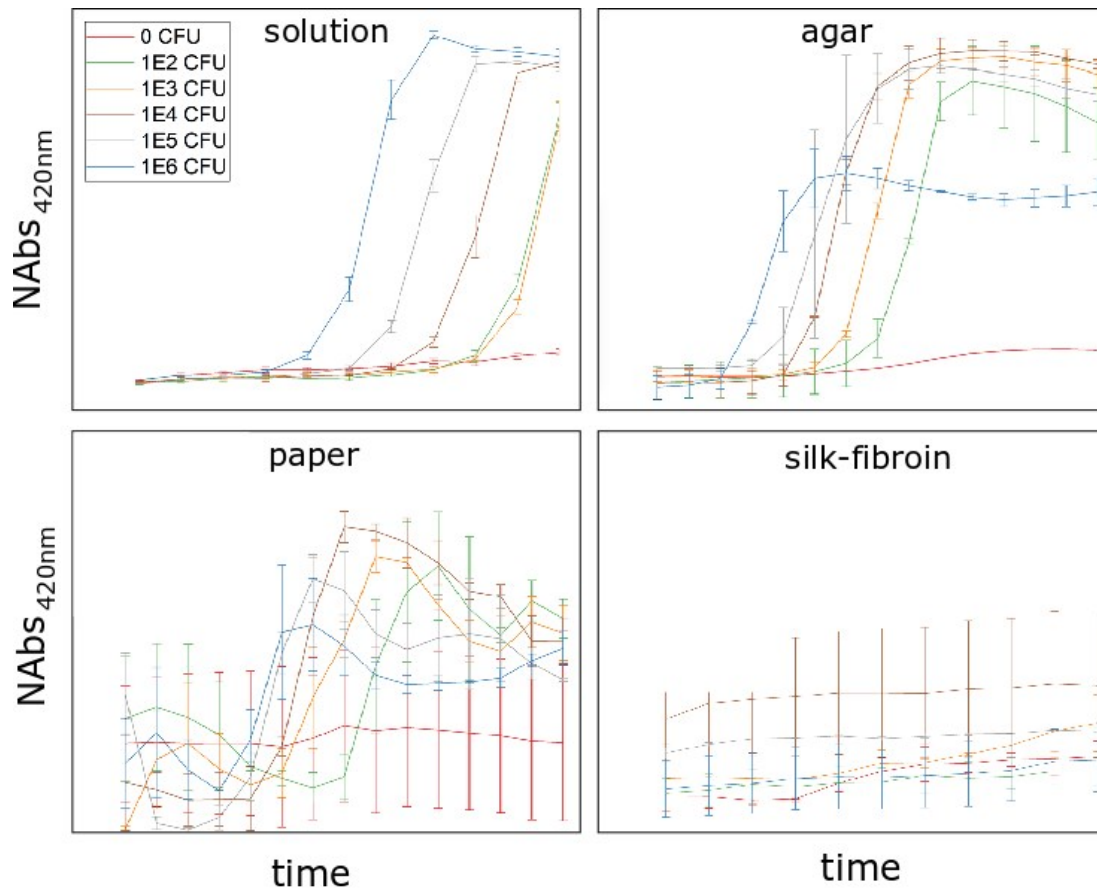 solution
0 CFU
1E2 CFU
1E3 CFU
1E4 CFU
1E5 CFU
1E6 CFU
NAbs420nm
agar
paper
NAbs420nm
time
silk-fibroin
time